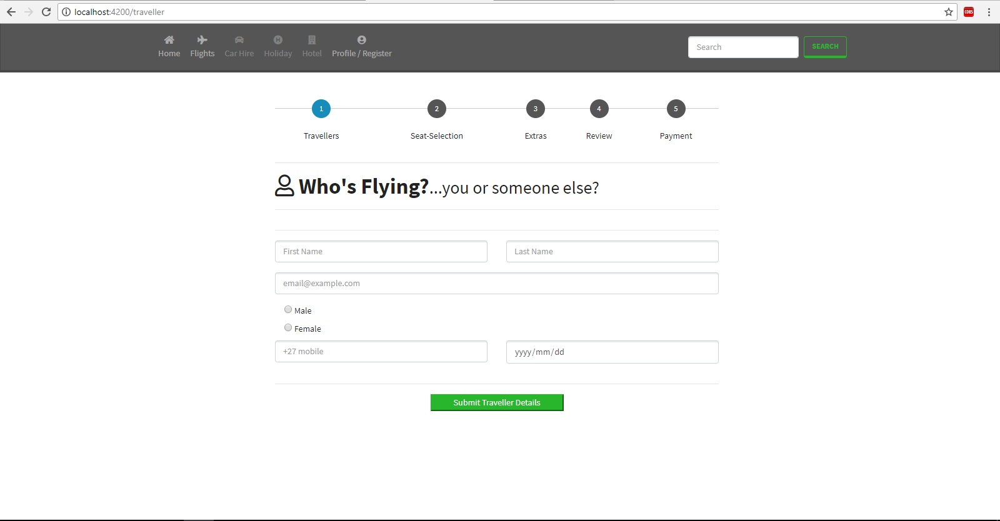 localhost:4200/traveller
CORS
Home Flights Car Hire Holiday Hotel Profile / Register
Search SEARCH
1 2 3 4 5
Travellers Seat-Selection Extras Review Payment
Who's Flying?...you or someone else?
First Name Last Name
email@example.com
Male
Female
+27 mobile yyyy/mm/dd
Submit Traveller Details